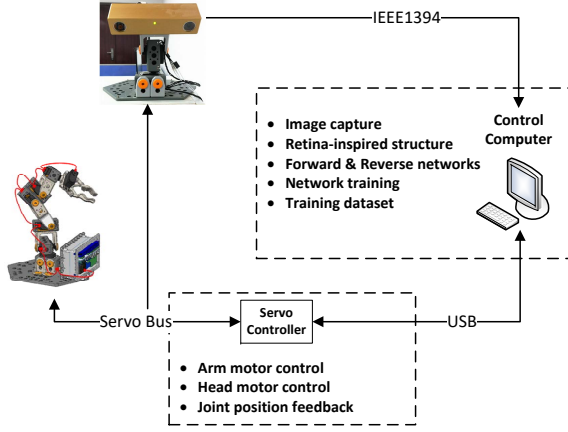 IEEE1394
Control
Computer
• Image capture
• Retina-inspired structure
• Forward & Reverse networks
• Network training
• Training dataset
Servo Bus
Servo
Controller
USB
• Arm motor control
• Head motor control
• Joint position feedback